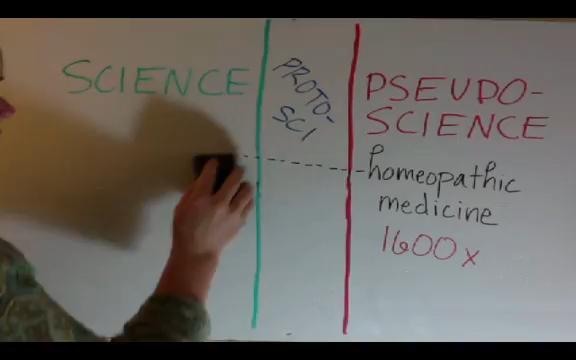 SCIENCE
PROTO-
SCI
PSEUDO-
SCIENCE
homeopathic
medicine
1600 x